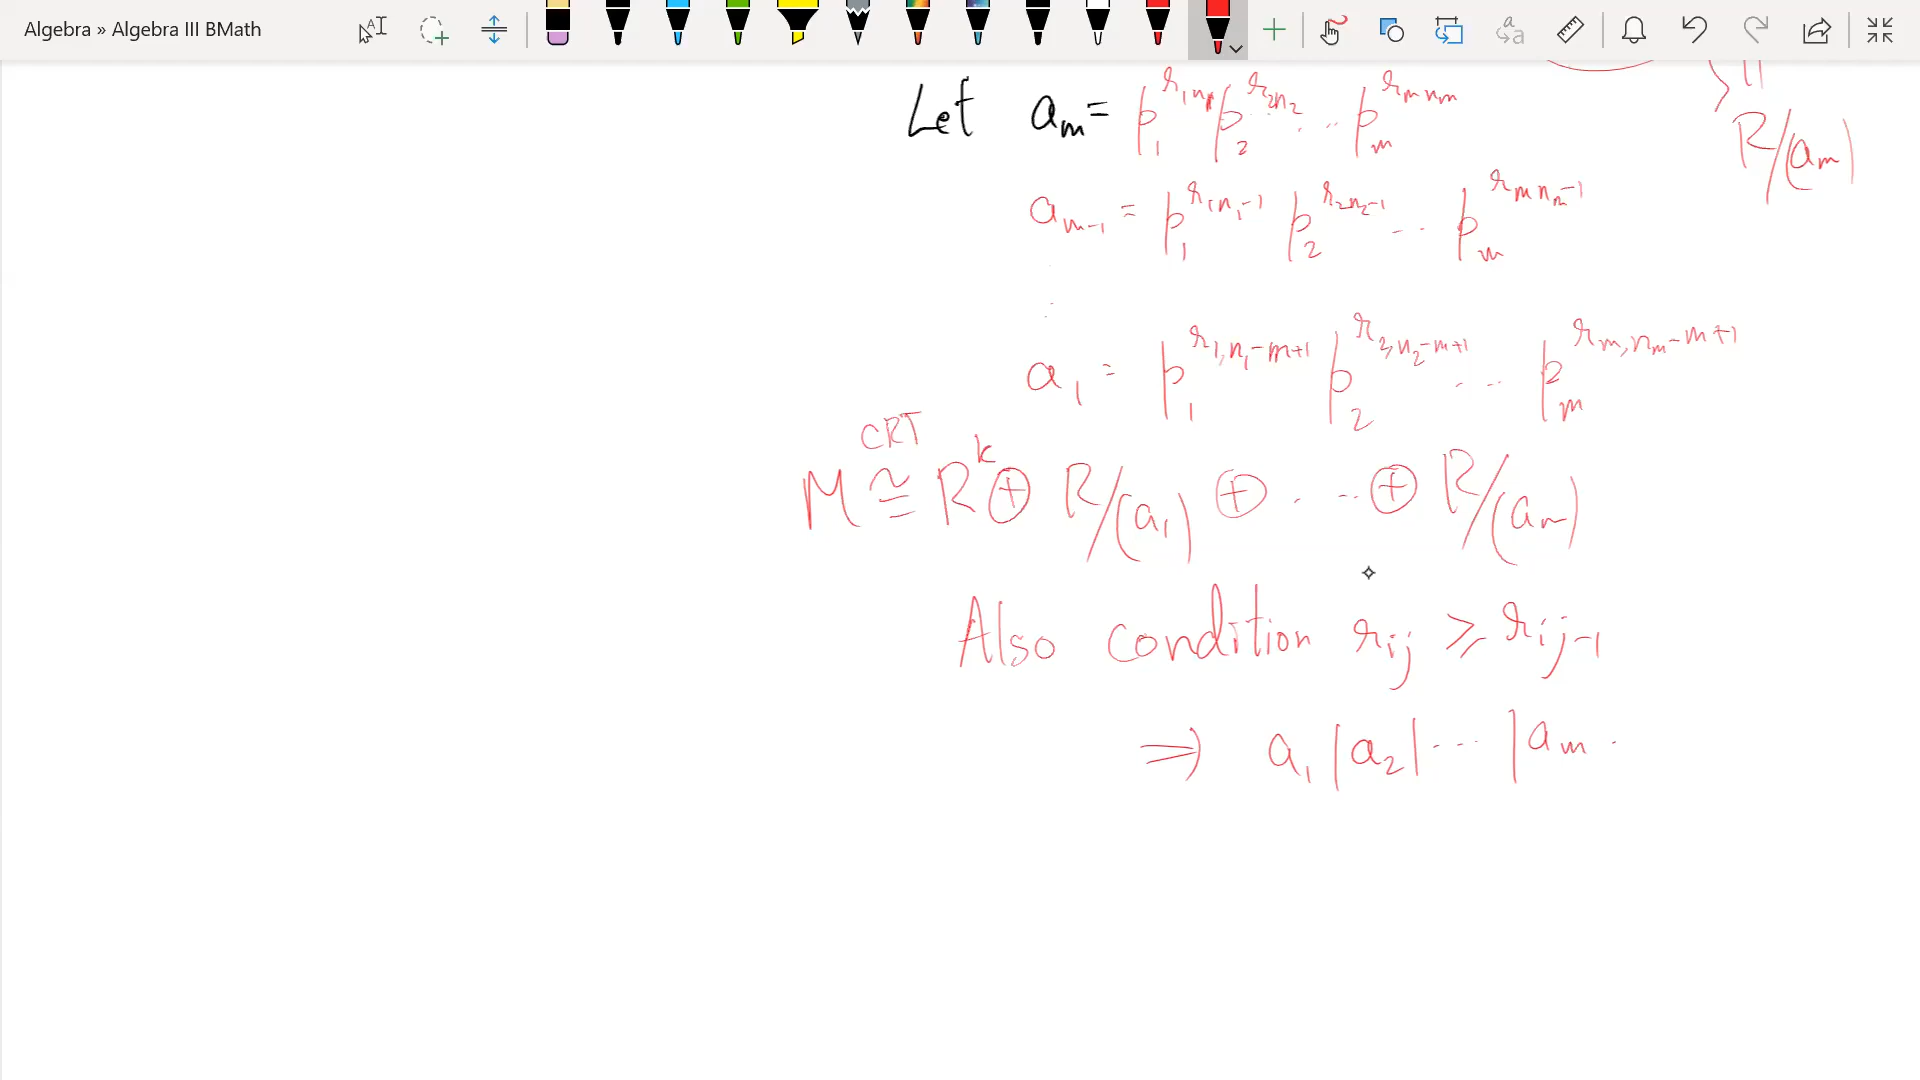 Algebra » Algebra III BMath
Let a_m = p_1^{r_{1n_1}} p_2^{r_{2n_2}} ... p_m^{r_{mn_m}}
R/(a_m)
a_{m-1} = p_1^{r_{1n_1-1}} p_2^{r_{2n_2-1}} ... p_m^{r_{mn_m-1}}
a_1 = p_1^{r_{1,n_1-m+1}} p_2^{r_{2,n_2-m+1}} ... p_m^{r_{m,n_m-m+1}}
CRT
M ≅ R^k ⊕ R/(a_1) ⊕ ... ⊕ R/(a_m)
Also condition r_{ij} ≥ r_{ij-1}
⇒ a_1 | a_2 | ... | a_m .